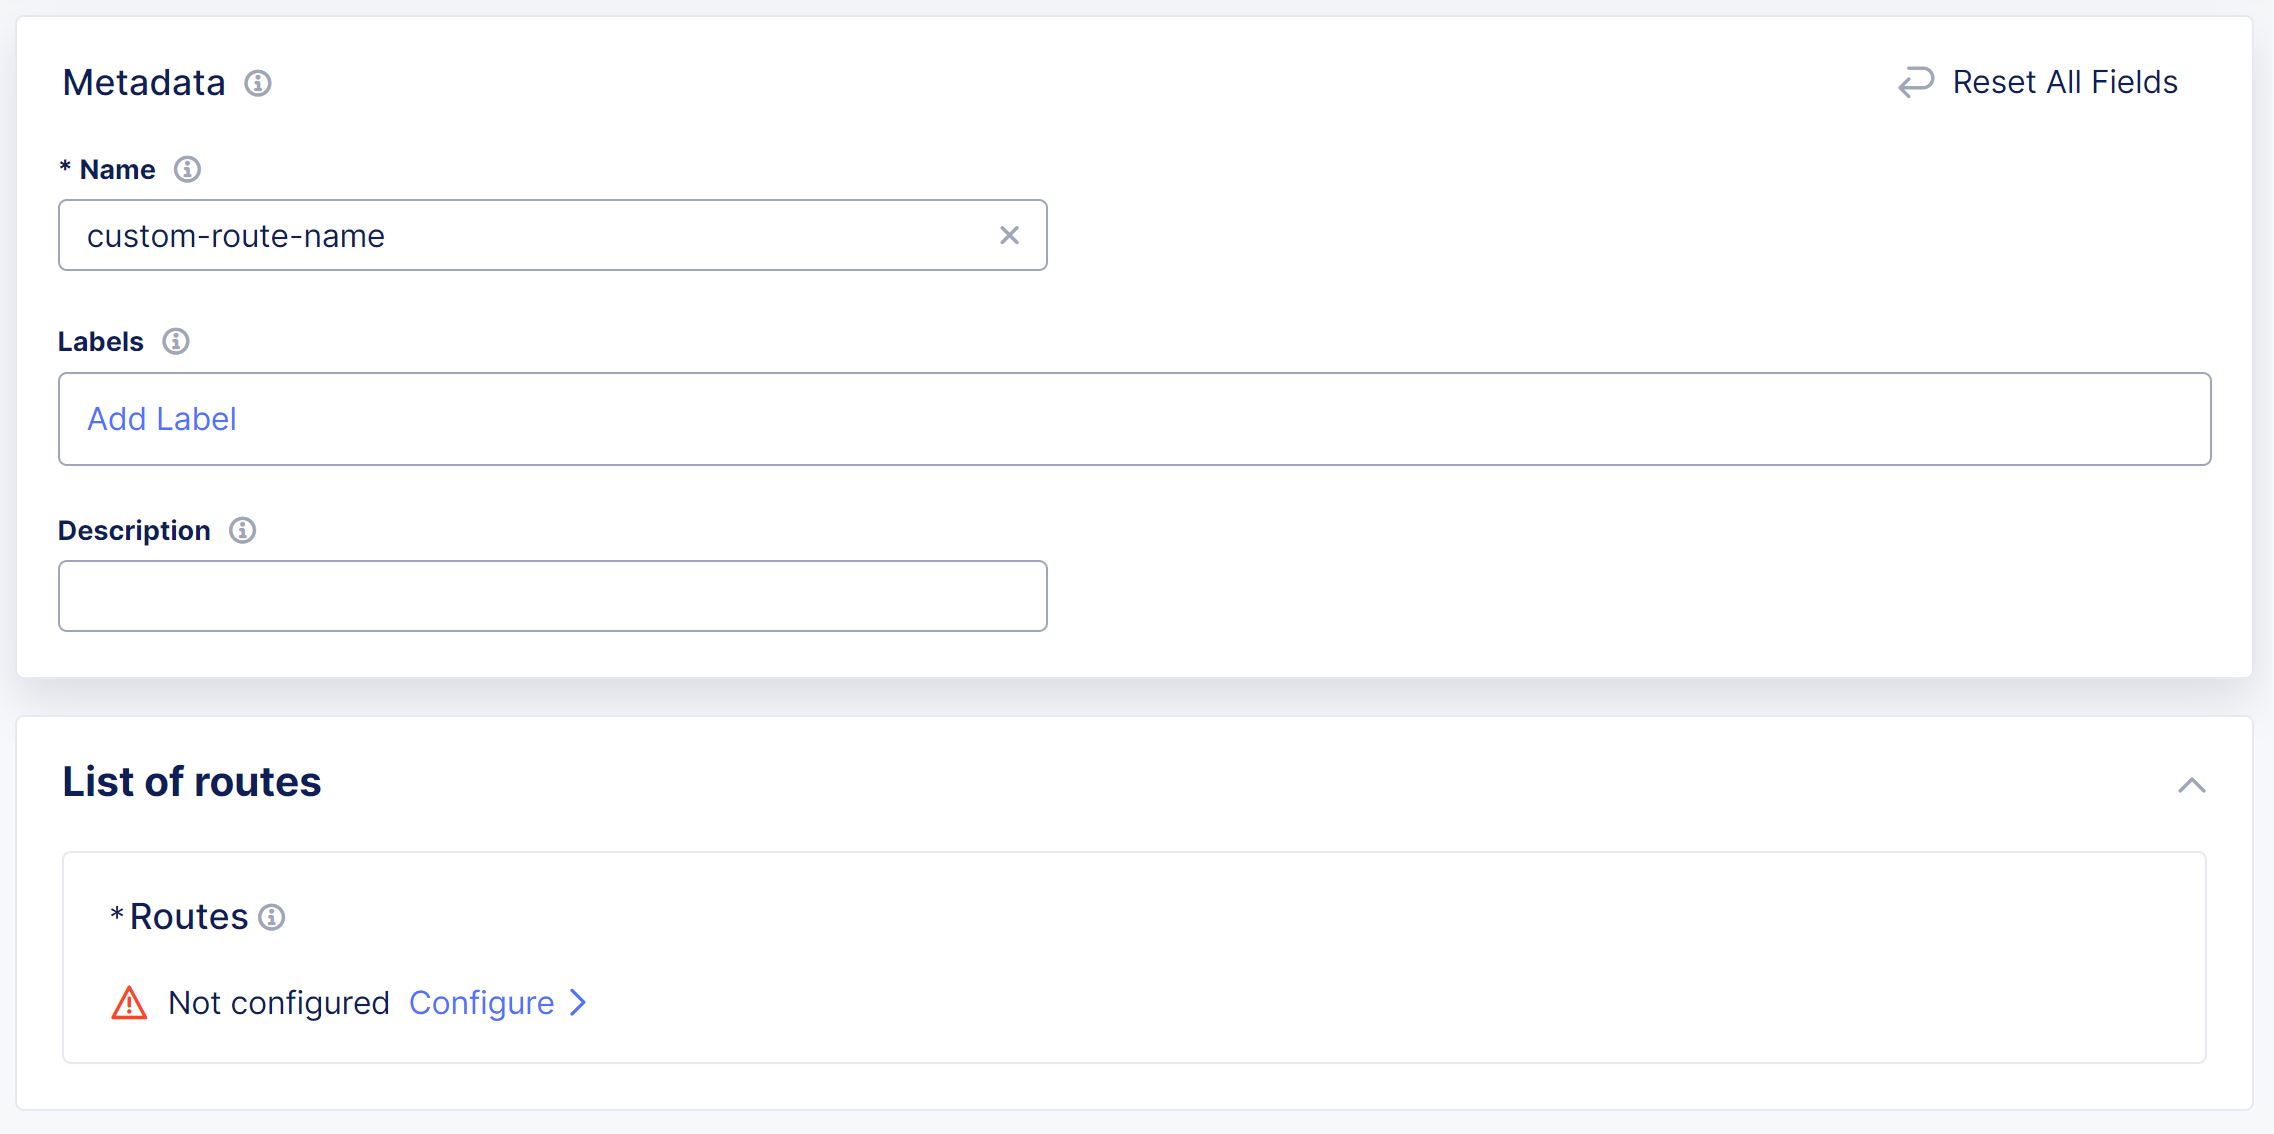 Metadata
Reset All Fields
* Name
custom-route-name
Labels
Add Label
Description
List of routes
* Routes
Not configured Configure